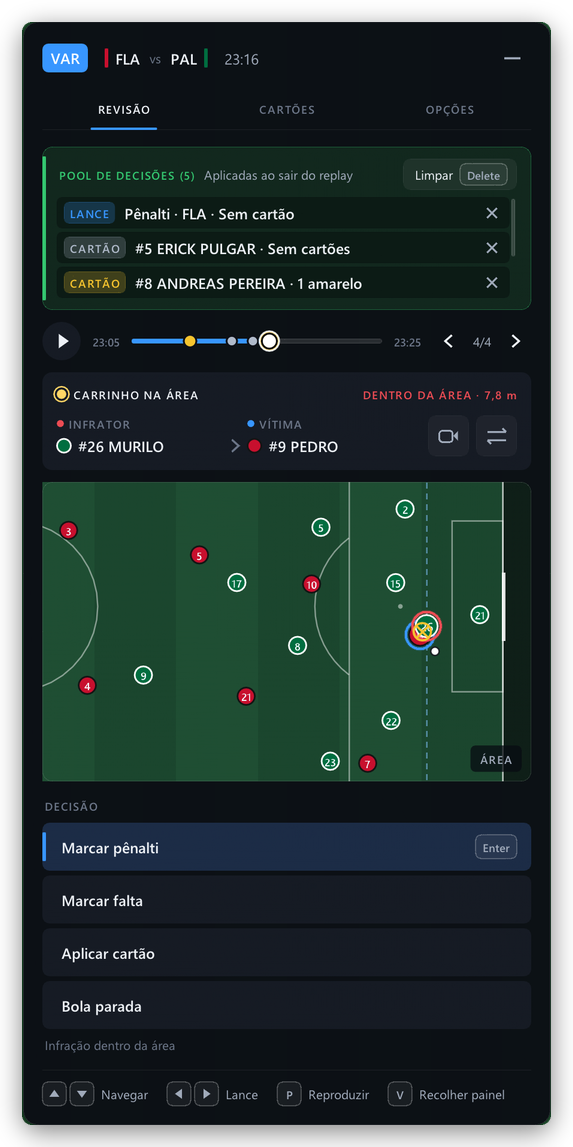 VAR FLA vs PAL 23:16
REVISÃO CARTÕES OPÇÕES
POOL DE DECISÕES (5) Aplicadas ao sair do replay Limpar Delete
LANCE Pênalti · FLA · Sem cartão
CARTÃO #5 ERICK PULGAR · Sem cartões
CARTÃO #8 ANDREAS PEREIRA · 1 amarelo
23:05 23:25 4/4
CARRINHO NA ÁREA DENTRO DA ÁREA · 7,8 m
INFRATOR VÍTIMA
#26 MURILO #9 PEDRO
2
5
3
5
17
10
15
21
8
9
4
21
22
23
7
ÁREA
DECISÃO
Marcar pênalti Enter
Marcar falta
Aplicar cartão
Bola parada
Infração dentro da área
Navegar Lance P Reproduzir V Recolher painel